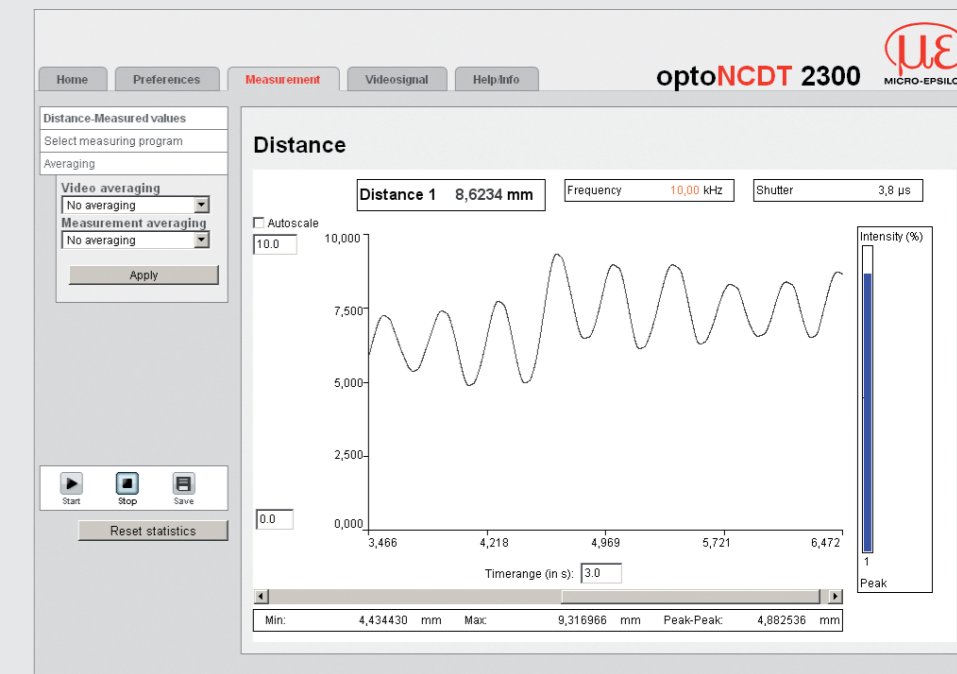 Home Preferences Measurement Videosignal Help/Info
optoNCDT 2300
με
MICRO-EPSILO
Distance-Measured values
Select measuring program
Averaging
Video averaging
No averaging
Measurement averaging
No averaging
Apply
Start Stop Save
Reset statistics
Distance
Distance 1 8,6234 mm
Frequency 10,00 kHz
Shutter 3,8 µs
Autoscale
10.0
10,000
7,500
5,000
2,500
0,000
0.0
3,466 4,218 4,969 5,721 6,472
Timerange (in s): 3.0
Intensity (%)
1
Peak
Min: 4,434430 mm Max: 9,316966 mm Peak-Peak: 4,882536 mm